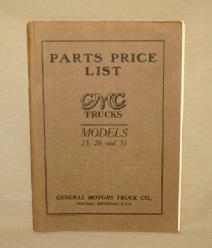 PARTS PRICE
LIST
GMC
TRUCKS
MODELS
25, 26 and 31
GENERAL MOTORS TRUCK CO.,
PONTIAC, MICHIGAN, U.S.A.